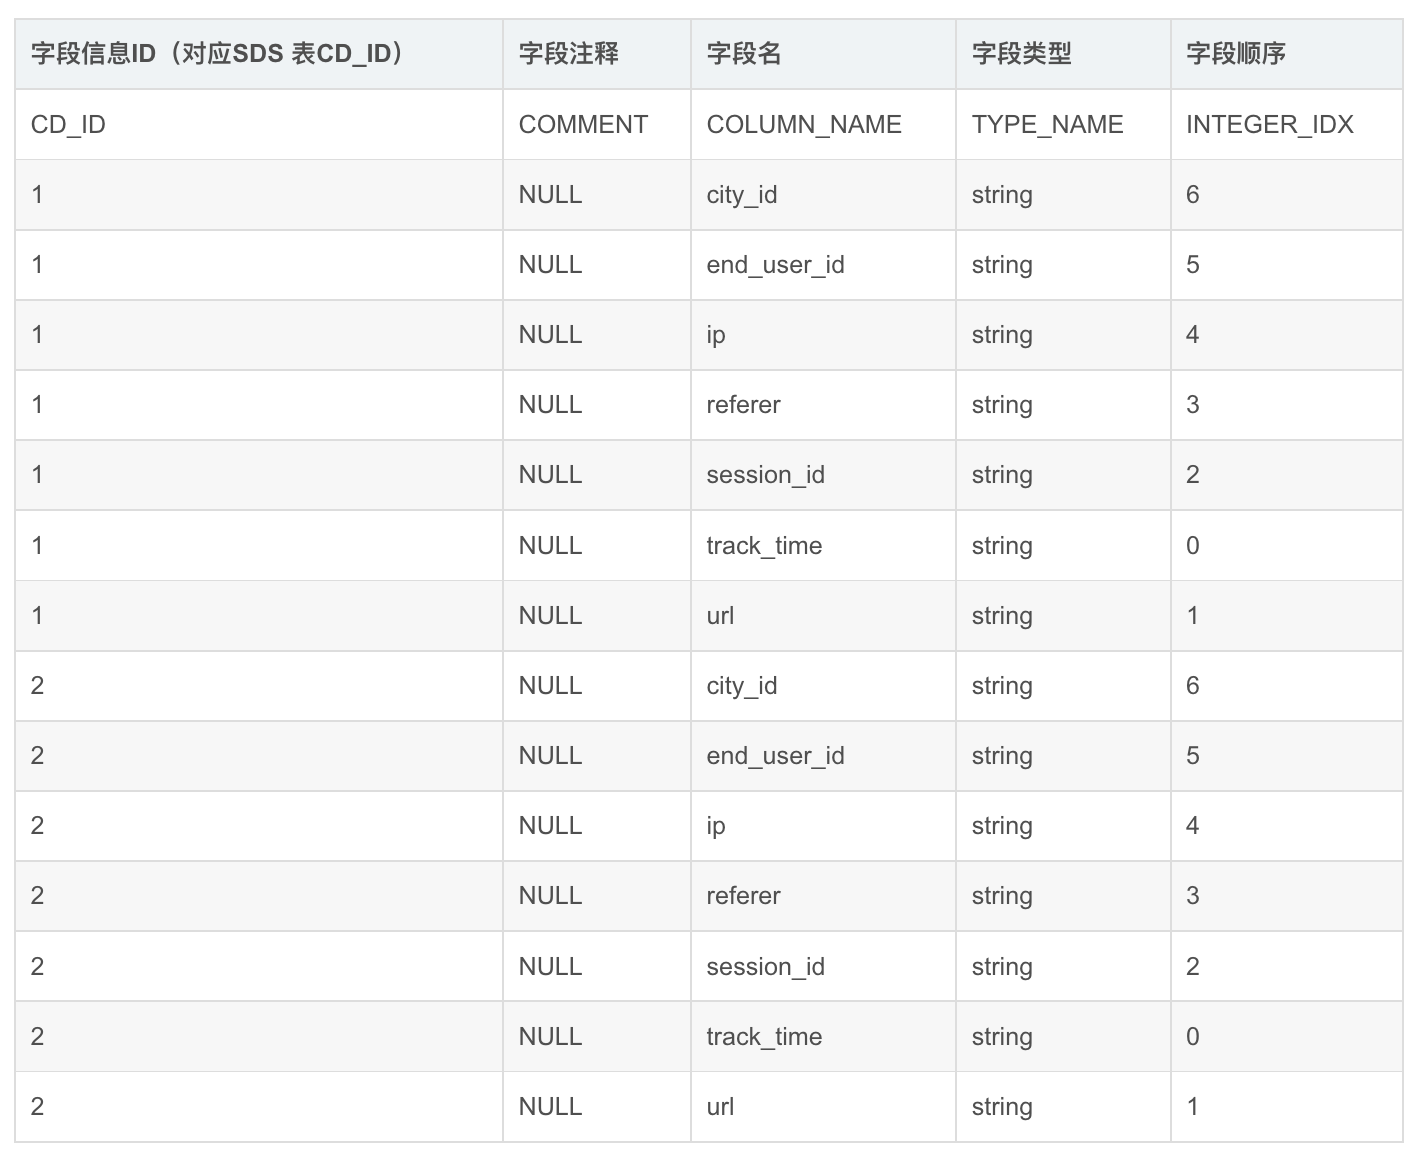 字段信息ID（对应SDS 表CD_ID） 字段注释 字段名 字段类型 字段顺序
CD_ID COMMENT COLUMN_NAME TYPE_NAME INTEGER_IDX
1 NULL city_id string 6
1 NULL end_user_id string 5
1 NULL ip string 4
1 NULL referer string 3
1 NULL session_id string 2
1 NULL track_time string 0
1 NULL url string 1
2 NULL city_id string 6
2 NULL end_user_id string 5
2 NULL ip string 4
2 NULL referer string 3
2 NULL session_id string 2
2 NULL track_time string 0
2 NULL url string 1